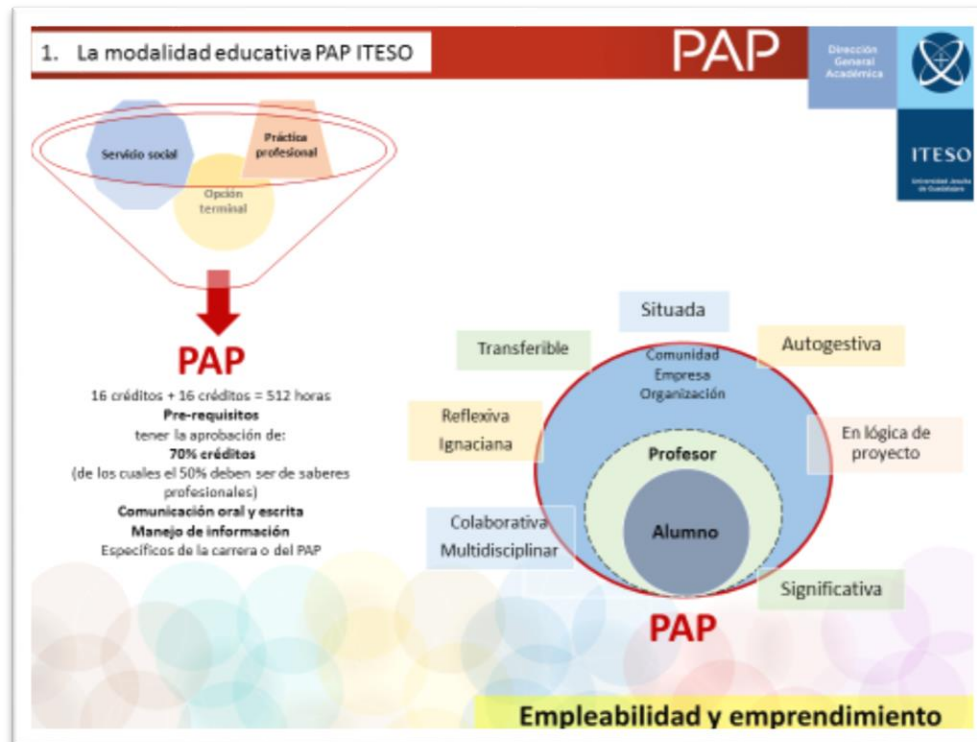 1. La modalidad educativa PAP ITESO
PAP
Dirección
General
Académica
ITESO
Universidad Jesuita
de Guadalajara
Servicio social
Práctica
profesional
Opción
terminal
PAP
16 créditos + 16 créditos = 512 horas
Pre-requisitos
tener la aprobación de:
70% créditos
(de los cuales el 50% deben ser de saberes
profesionales)
Comunicación oral y escrita
Manejo de información
Específicos de la carrera o del PAP
Situada
Transferible
Autogestiva
Comunidad
Empresa
Organización
Reflexiva
Ignaciana
En lógica de
proyecto
Profesor
Colaborativa
Multidisciplinar
Alumno
Significativa
PAP
Empleabilidad y emprendimiento